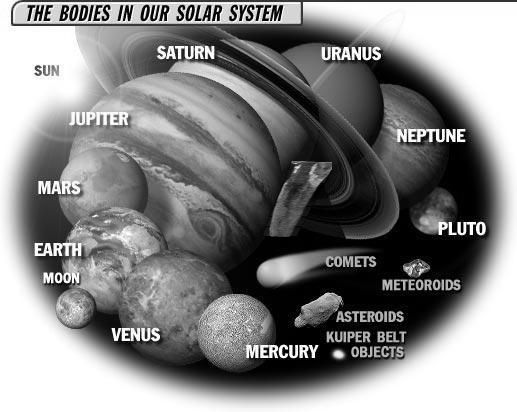 THE BODIES IN OUR SOLAR SYSTEM
SATURN
URANUS
SUN
JUPITER
NEPTUNE
MARS
PLUTO
EARTH
COMETS
MOON
METEOROIDS
ASTEROIDS
VENUS
KUIPER BELT
OBJECTS
MERCURY